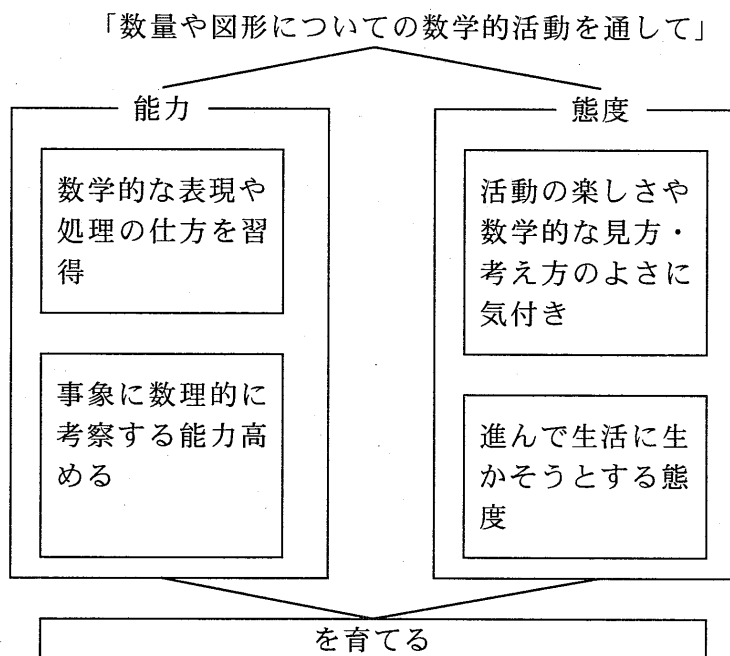 「数量や図形についての数学的活動を通して」
能力
数学的な表現や
処理の仕方を習
得
事象に数理的に
考察する能力高
める
態度
活動の楽しさや
数学的な見方・
考え方のよさに
気付き
進んで生活に生
かそうとする態
度
を育てる